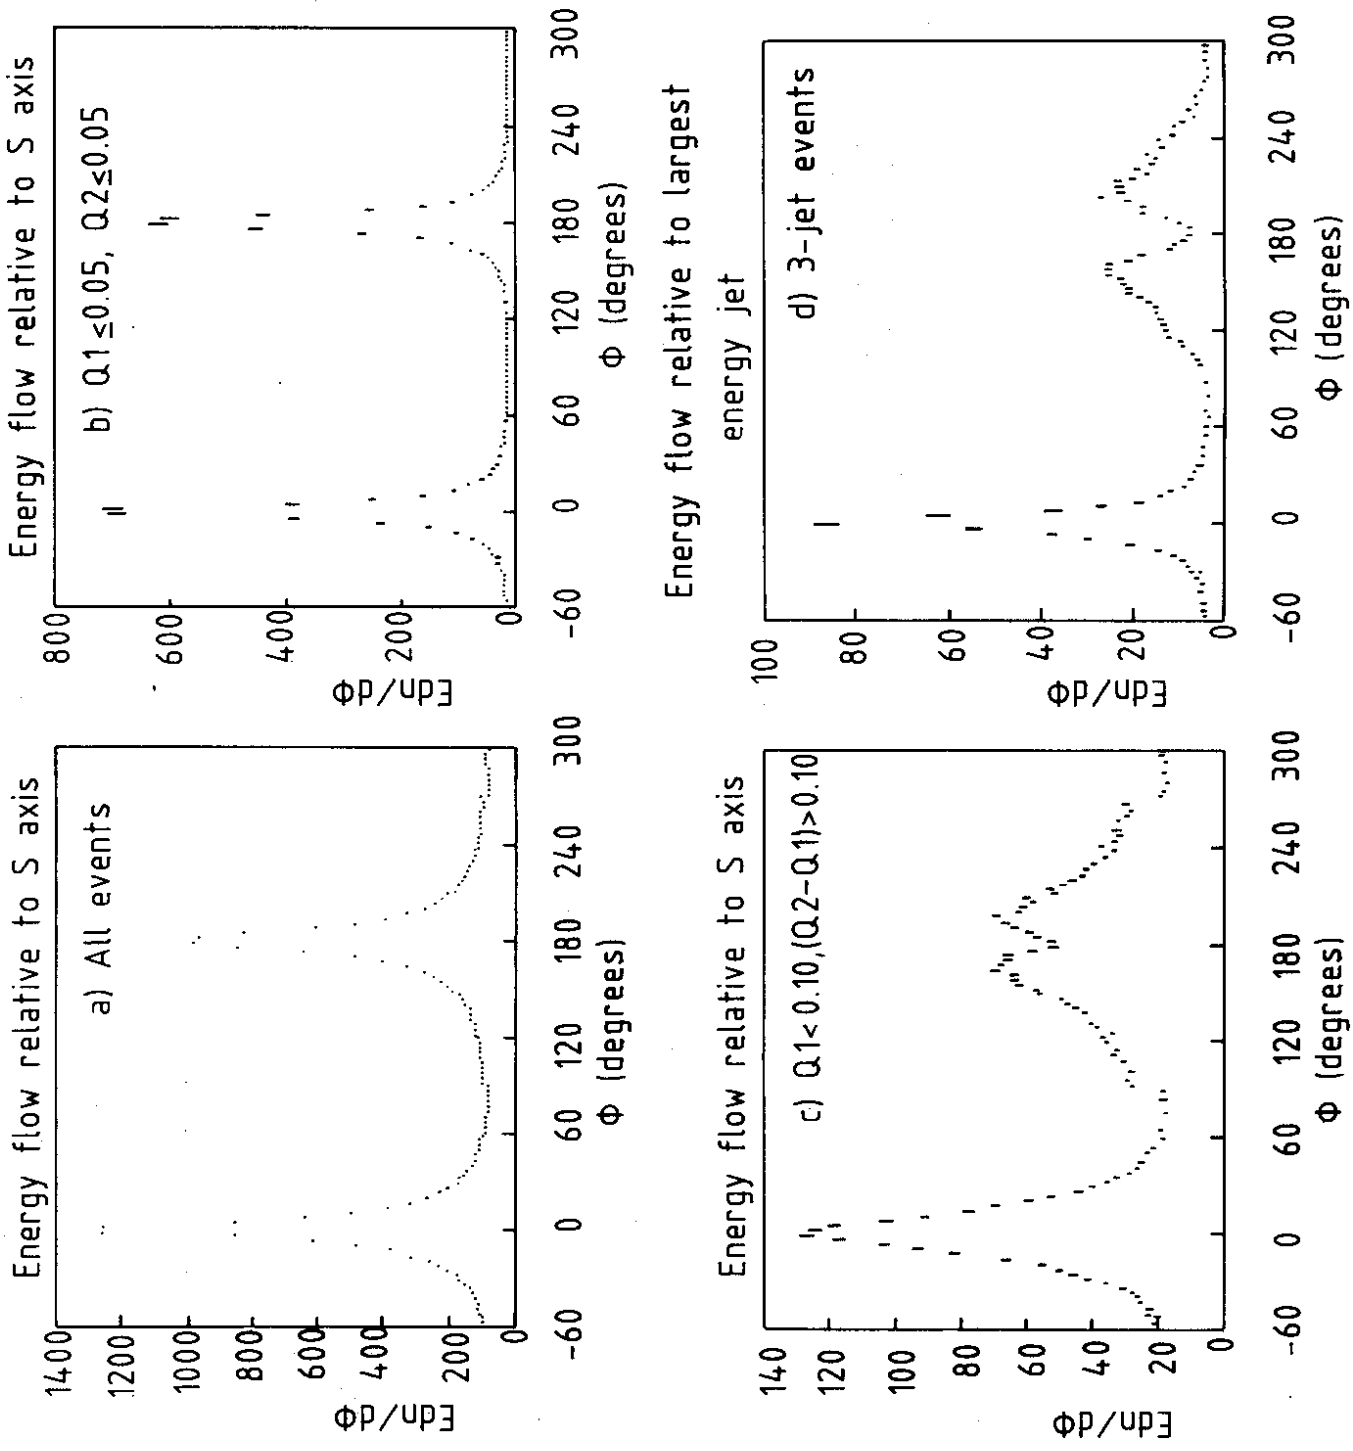 Energy flow relative to S axis
a) All events
1400
1200
1000
800
600
400
200
0
Edn/dΦ
-60 0 60 120 180 240 300
Φ (degrees)
Energy flow relative to S axis
b) Q1≤0.05, Q2≤0.05
800
600
400
200
0
Edn/dΦ
-60 0 60 120 180 240 300
Φ (degrees)
Energy flow relative to S axis
c) Q1<0.10,(Q2-Q1)>0.10
140
120
100
80
60
40
20
0
Edn/dΦ
-60 0 60 120 180 240 300
Φ (degrees)
Energy flow relative to largest
energy jet
d) 3-jet events
100
80
60
40
20
0
Edn/dΦ
-60 0 60 120 180 240 300
Φ (degrees)